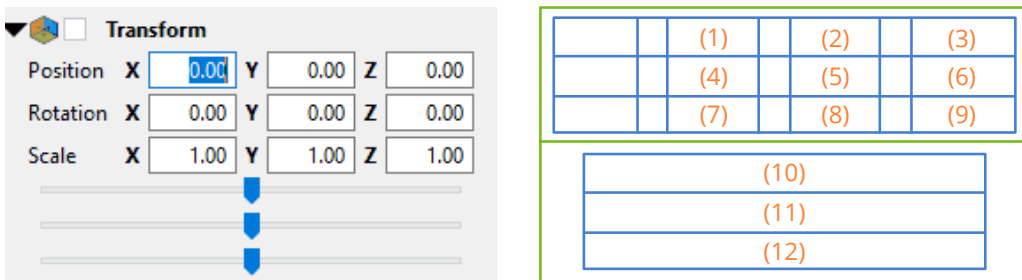 Transform
Position X 0.00 Y 0.00 Z 0.00
Rotation X 0.00 Y 0.00 Z 0.00
Scale X 1.00 Y 1.00 Z 1.00
(1) (2) (3)
(4) (5) (6)
(7) (8) (9)
(10)
(11)
(12)